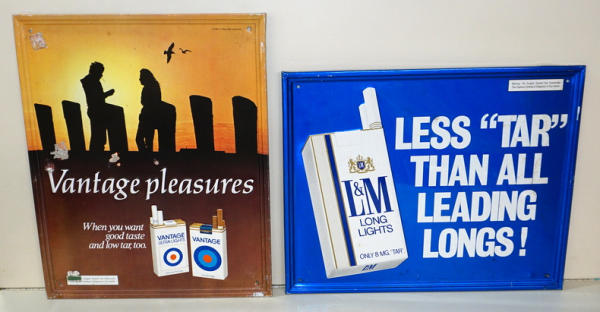 Vantage pleasures
When you want
good taste
and low tar, too.
VANTAGE
ULTRA LIGHTS
VANTAGE
LESS "TAR"
THAN ALL
LEADING
LONGS!
L&M
LONG
LIGHTS
ONLY 8 MG. "TAR"
L&M